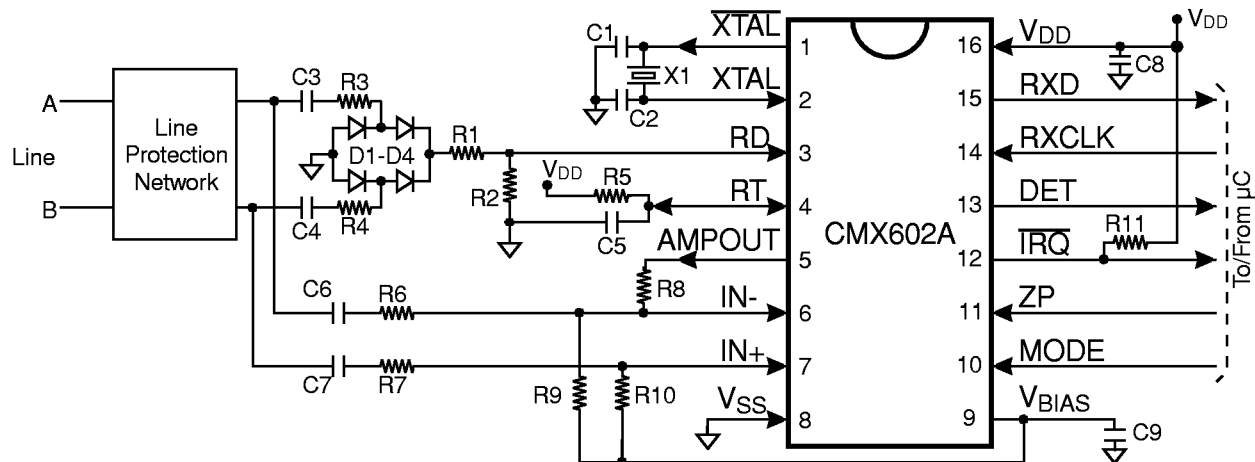 C1
XTAL
1
X1
XTAL
2
C2
A
C3
R3
Line
Line
Protection
Network
D1-D4
R1
RD
3
VDD
R5
R2
RT
4
B
C4
R4
C5
AMPOUT
5
R8
C6
R6
IN-
6
C7
R7
IN+
7
R9
R10
VSS
8
CMX602A
16
VDD
VDD
C8
15
RXD
14
RXCLK
13
DET
12
IRQ
R11
11
ZP
10
MODE
9
VBIAS
C9
To/From µC